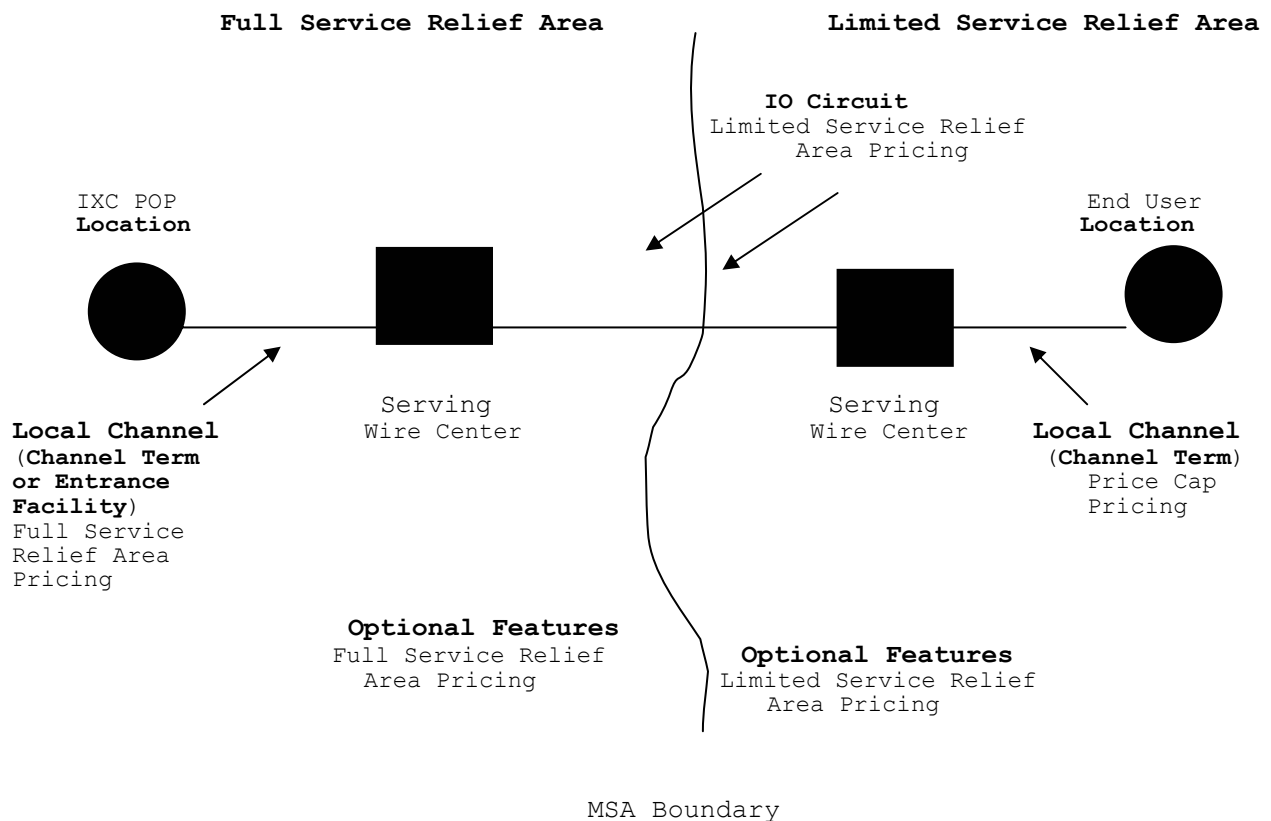 Full Service Relief Area
Limited Service Relief Area
IO Circuit
Limited Service Relief
Area Pricing
IXC POP
Location
End User
Location
Serving
Wire Center
Serving
Wire Center
Local Channel
(Channel Term
or Entrance
Facility)
Full Service
Relief Area
Pricing
Local Channel
(Channel Term)
Price Cap
Pricing
Optional Features
Full Service Relief
Area Pricing
Optional Features
Limited Service Relief
Area Pricing
MSA Boundary